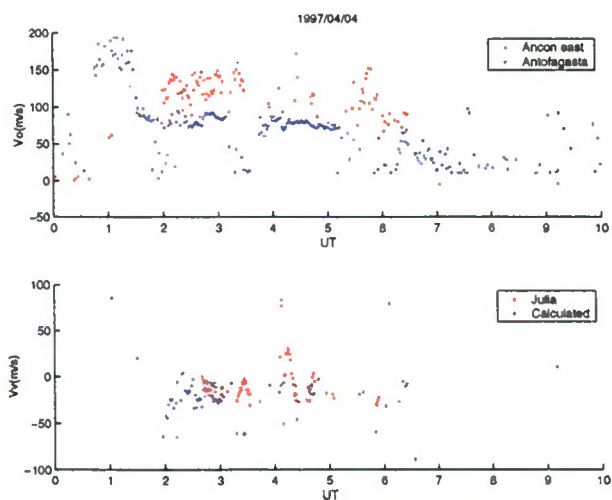 1997/04/04
200
150
100
50
0
-50
Vo(m/s)
Ancon east
Antofagasta
0 1 2 3 4 5 6 7 8 9 10
UT
100
50
0
-50
-100
Vv(m/s)
Julia
Calculated
0 1 2 3 4 5 6 7 8 9 10
UT